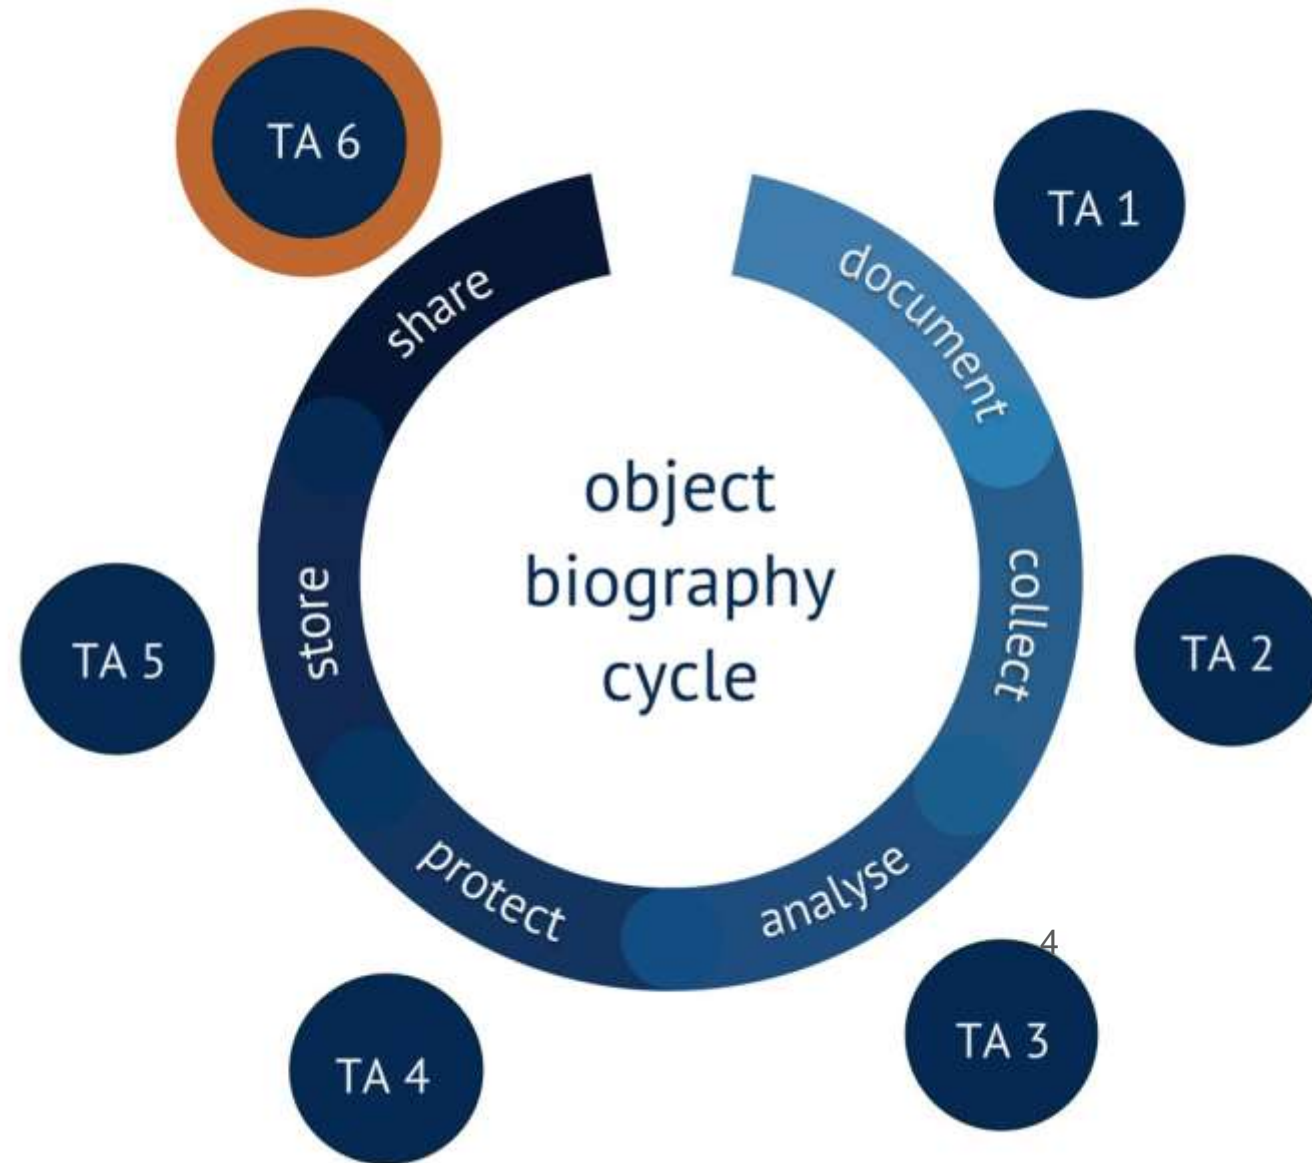 TA 6
TA 1
share
document
object
biography
cycle
store
collect
TA 5
TA 2
protect
analyse
4
TA 4
TA 3